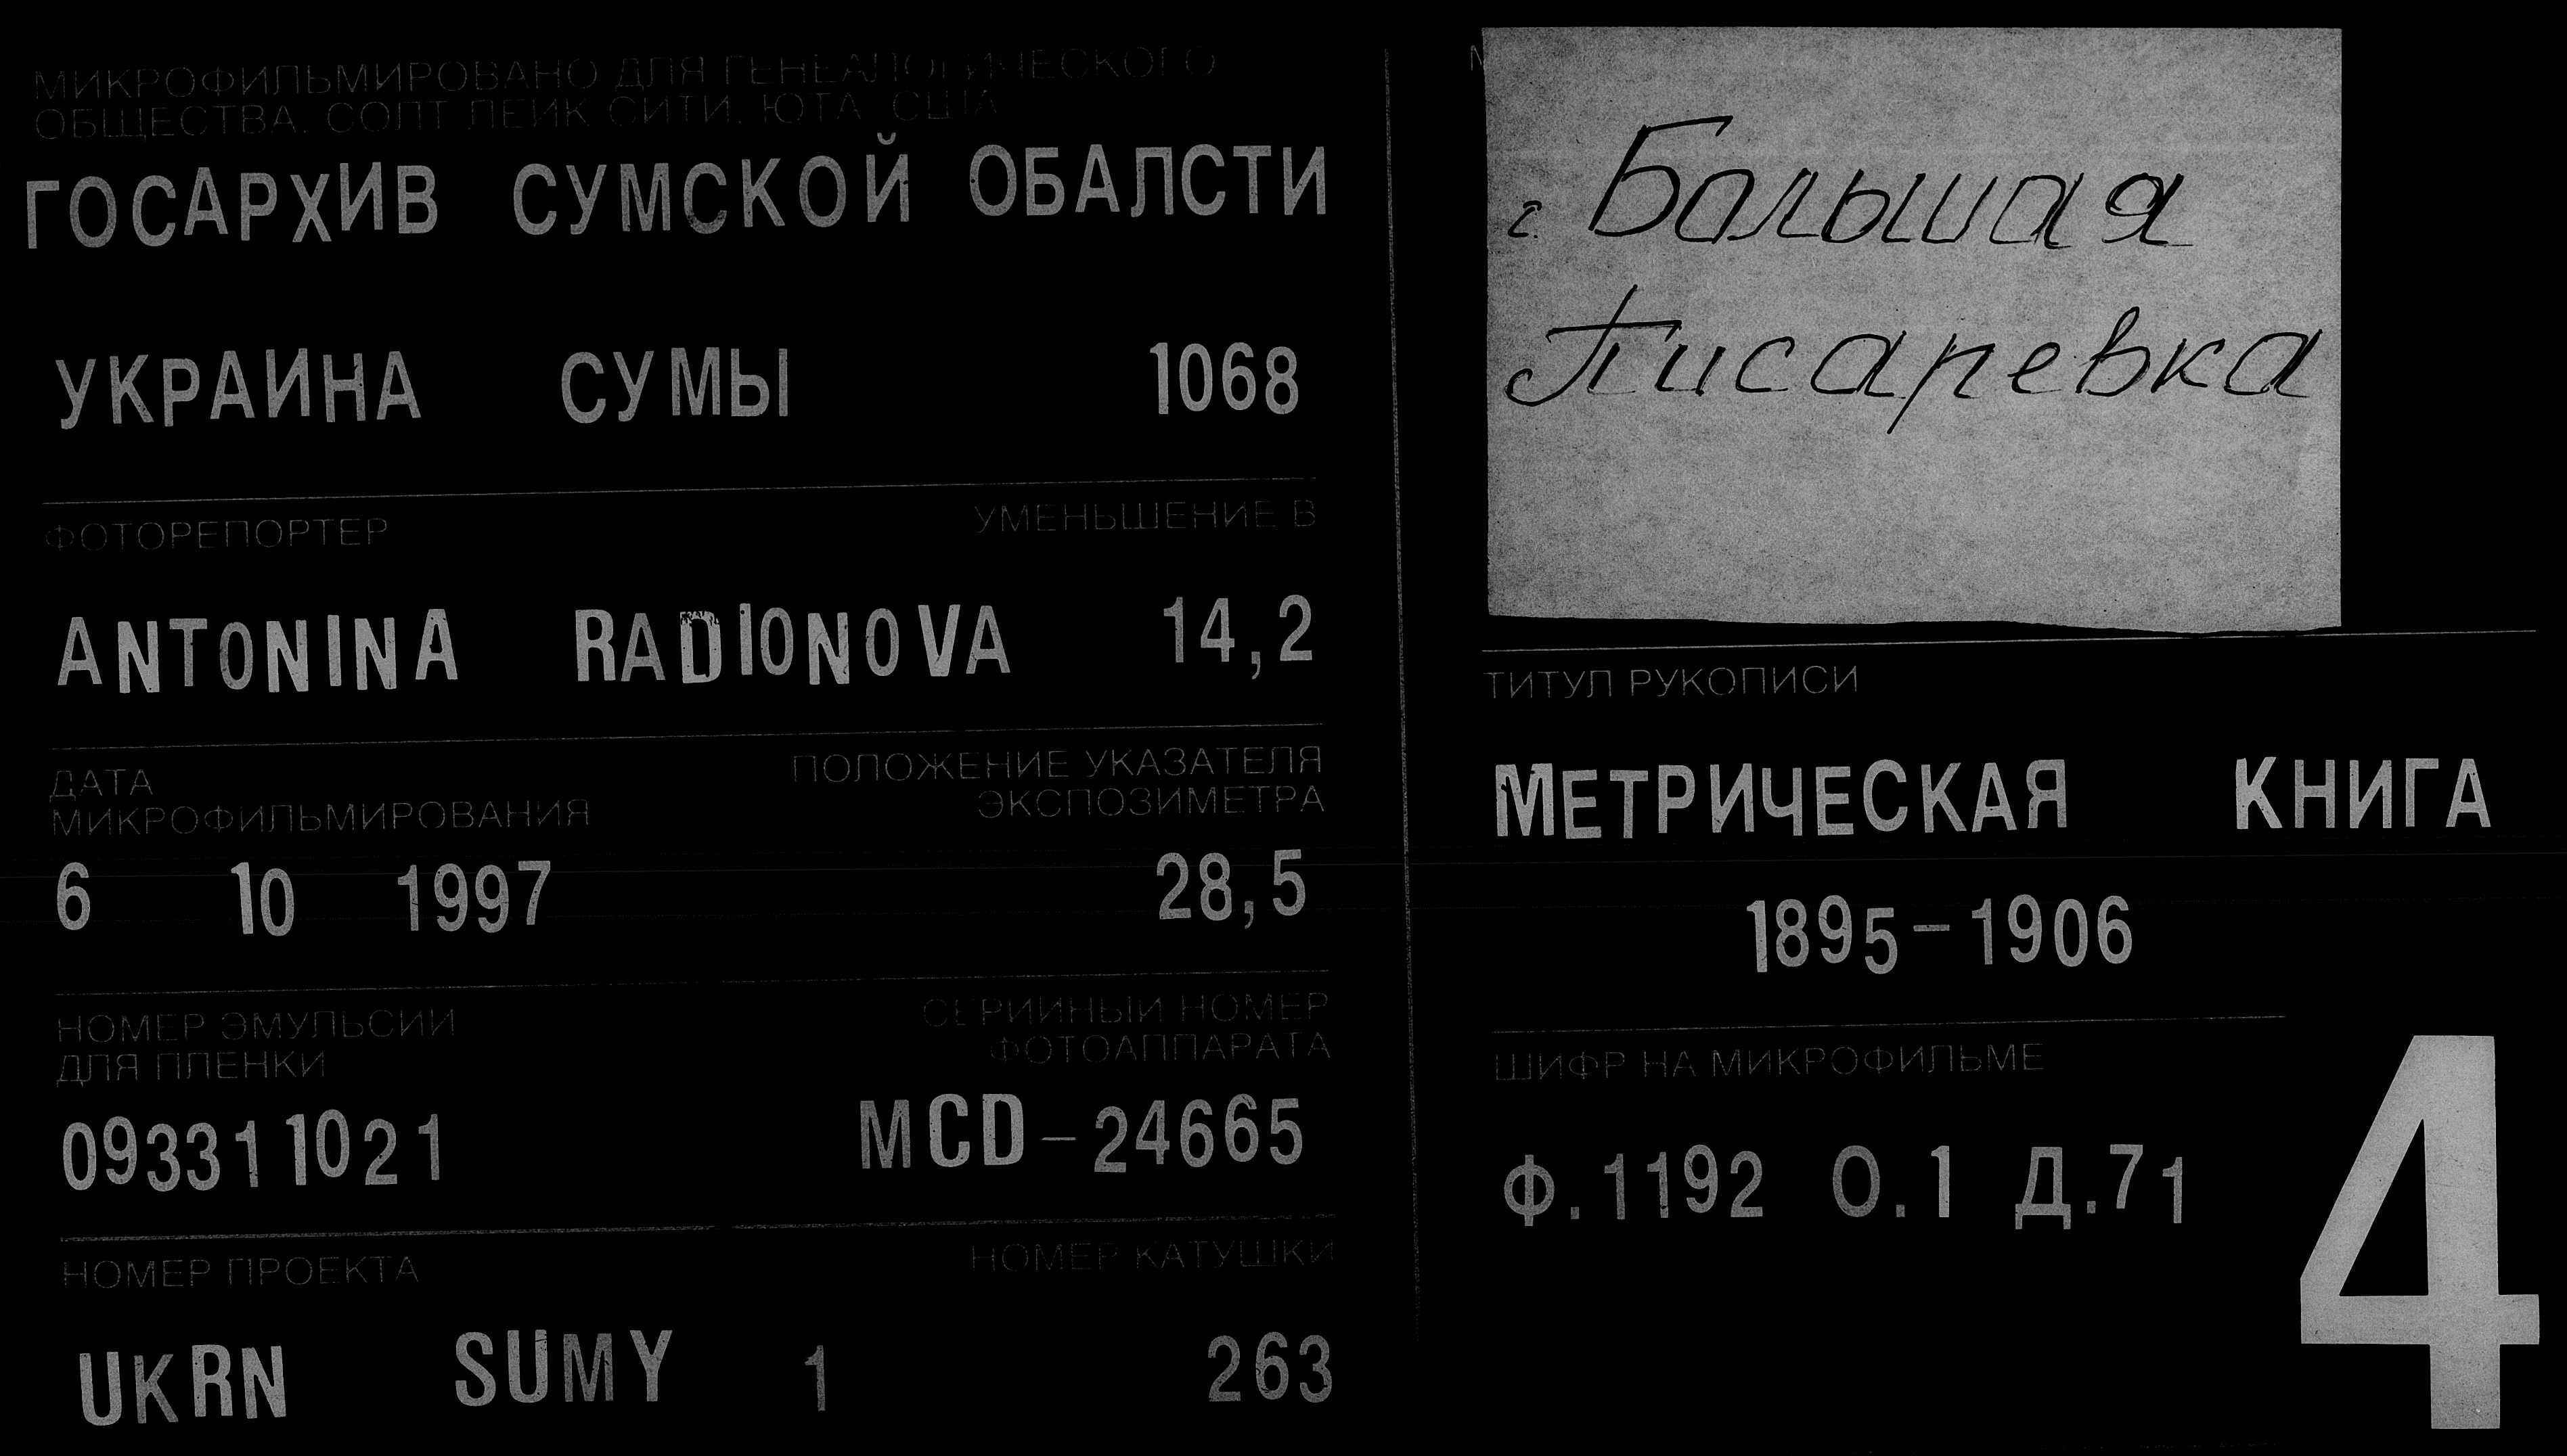 МИКРОФИЛЬМИРОВАНО ДЛЯ ГЕНЕАЛОГИЧЕСКОГО
ОБЩЕСТВА. СОЛТ ЛЕИК СИТИ. ЮТА. США
ГОСАРХИВ СУМСКОЙ ОБАЛСТИ
УКРАИНА СУМЫ 1068
ФОТОРЕПОРТЕР УМЕНЬШЕНИЕ В
ANTONINA RADIONOVA 14,2
ДАТА
МИКРОФИЛЬМИРОВАНИЯ
ПОЛОЖЕНИЕ УКАЗАТЕЛЯ
ЭКСПОЗИМЕТРА
6 10 1997 28,5
НОМЕР ЭМУЛЬСИИ
ДЛЯ ПЛЕНКИ
СЕРИЙНЫЙ НОМЕР
ФОТОАППАРАТА
093311021 MCD-24665
НОМЕР ПРОЕКТА НОМЕР КАТУШКИ
UKRN SUMY 1 263
с. Большая
Писаревка
ТИТУЛ РУКОПИСИ
МЕТРИЧЕСКАЯ КНИГА
1895-1906
ШИФР НА МИКРОФИЛЬМЕ
Ф.1192 О.1 Д.71
4